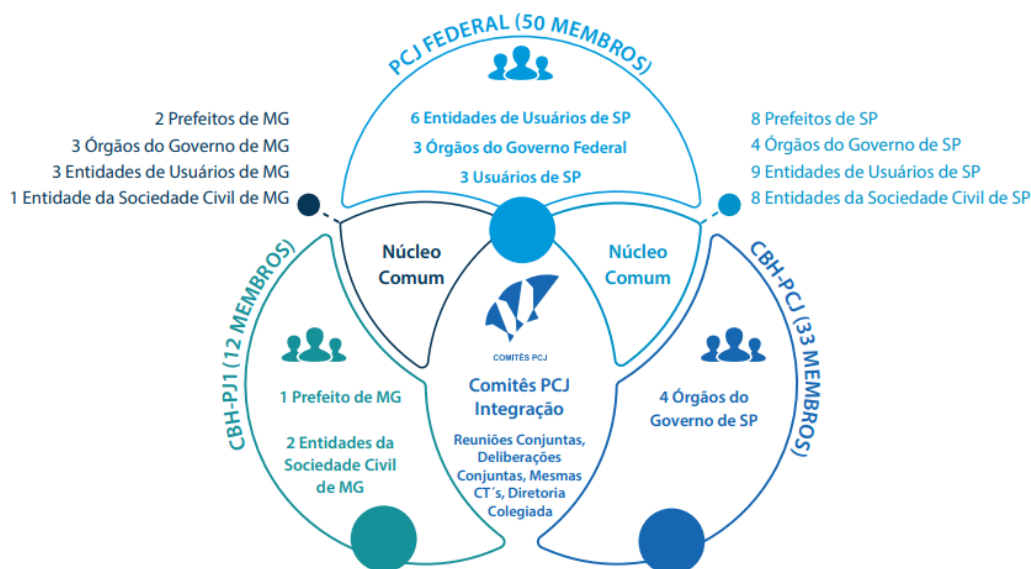 PCJ FEDERAL (50 MEMBROS)
6 Entidades de Usuários de SP
3 Órgãos do Governo Federal
3 Usuários de SP
2 Prefeitos de MG
3 Órgãos do Governo de MG
3 Entidades de Usuários de MG
1 Entidade da Sociedade Civil de MG
8 Prefeitos de SP
4 Órgãos do Governo de SP
9 Entidades de Usuários de SP
8 Entidades da Sociedade Civil de SP
Núcleo
Comum
Núcleo
Comum
CBH-PJ1 (12 MEMBROS)
1 Prefeito de MG
2 Entidades da
Sociedade Civil
de MG
COMITÊS PCJ
Comitês PCJ
Integração
Reuniões Conjuntas,
Deliberações
Conjuntas, Mesmas
CT´s, Diretoria
Colegiada
CBH-PCJ (33 MEMBROS)
4 Órgãos do
Governo de SP